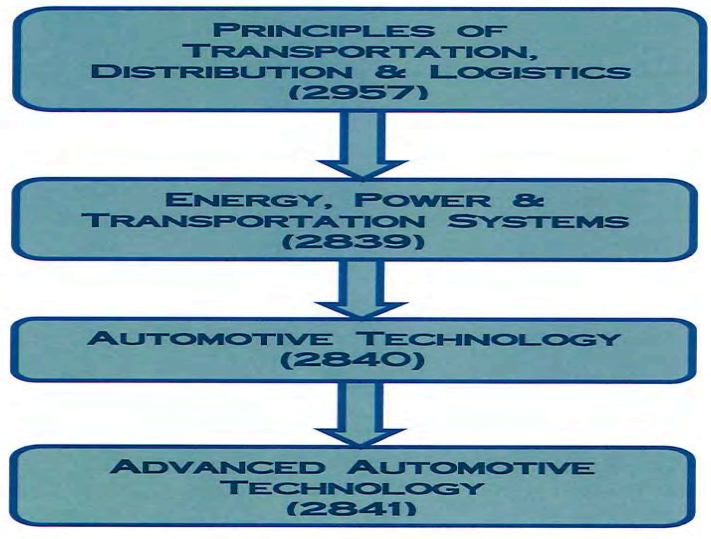 PRINCIPLES OF
TRANSPORTATION,
DISTRIBUTION & LOGISTICS
(2957)
ENERGY, POWER &
TRANSPORTATION SYSTEMS
(2839)
AUTOMOTIVE TECHNOLOGY
(2840)
ADVANCED AUTOMOTIVE
TECHNOLOGY
(2841)